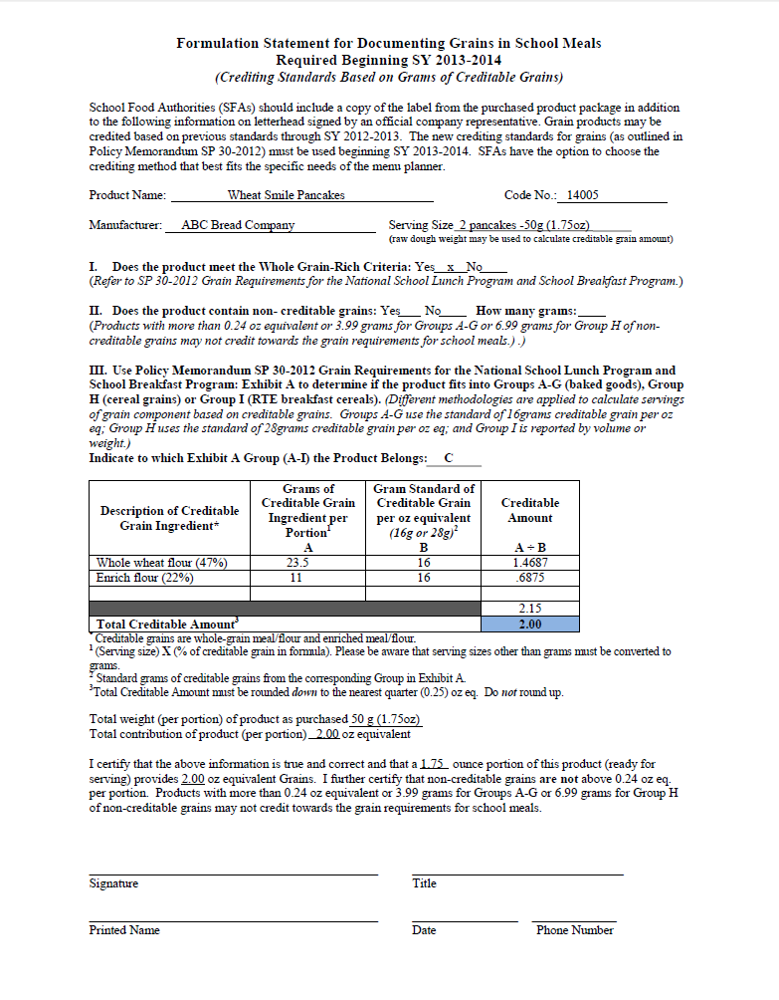 Formulation Statement for Documenting Grains in School Meals
Required Beginning SY 2013-2014
(Crediting Standards Based on Grams of Creditable Grains)
School Food Authorities (SFAs) should include a copy of the label from the purchased product package in addition
to the following information on letterhead signed by an official company representative. Grain products may be
credited based on previous standards through SY 2012-2013. The new crediting standards for grains (as outlined in
Policy Memorandum SP 30-2012) must be used beginning SY 2013-2014. SFAs have the option to choose the
crediting method that best fits the specific needs of the menu planner.
Product Name: Wheat Smile Pancakes Code No.: 14005
Manufacturer: ABC Bread Company Serving Size 2 pancakes -50g (1.75oz)
(raw dough weight may be used to calculate creditable grain amount)
I. Does the product meet the Whole Grain-Rich Criteria: Yes__x__No____
(Refer to SP 30-2012 Grain Requirements for the National School Lunch Program and School Breakfast Program.)
II. Does the product contain non- creditable grains: Yes___ No____ How many grams:____
(Products with more than 0.24 oz equivalent or 3.99 grams for Groups A-G or 6.99 grams for Group H of non-
creditable grains may not credit towards the grain requirements for school meals.) .)
III. Use Policy Memorandum SP 30-2012 Grain Requirements for the National School Lunch Program and
School Breakfast Program: Exhibit A to determine if the product fits into Groups A-G (baked goods), Group
H (cereal grains) or Group I (RTE breakfast cereals). (Different methodologies are applied to calculate servings
of grain component based on creditable grains. Groups A-G use the standard of 16grams creditable grain per oz
eq; Group H uses the standard of 28grams creditable grain per oz eq; and Group I is reported by volume or
weight.)
Indicate to which Exhibit A Group (A-I) the Product Belongs: C
Description of Creditable
Grain Ingredient*
Grams of
Creditable Grain
Ingredient per
Portion1
A
Gram Standard of
Creditable Grain
per oz equivalent
(16g or 28g)2
B
Creditable
Amount
A ÷ B
Whole wheat flour (47%) 23.5 16 1.4687
Enrich flour (22%) 11 16 .6875
2.15
Total Creditable Amount3 2.00
* Creditable grains are whole-grain meal/flour and enriched meal/flour.
1 (Serving size) X (% of creditable grain in formula). Please be aware that serving sizes other than grams must be converted to
grams.
2 Standard grams of creditable grains from the corresponding Group in Exhibit A.
3Total Creditable Amount must be rounded down to the nearest quarter (0.25) oz eq. Do not round up.
Total weight (per portion) of product as purchased 50 g (1.75oz)
Total contribution of product (per portion) 2.00 oz equivalent
I certify that the above information is true and correct and that a 1.75 ounce portion of this product (ready for
serving) provides 2.00 oz equivalent Grains. I further certify that non-creditable grains are not above 0.24 oz eq.
per portion. Products with more than 0.24 oz equivalent or 3.99 grams for Groups A-G or 6.99 grams for Group H
of non-creditable grains may not credit towards the grain requirements for school meals.
Signature Title
Printed Name Date Phone Number